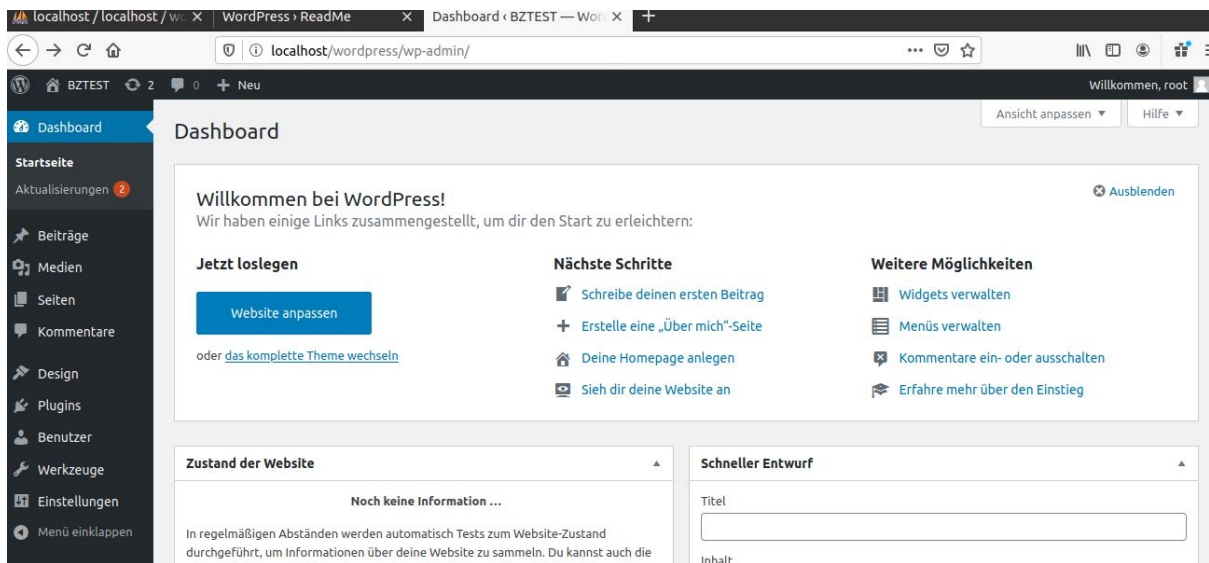 localhost / localhost / wo
WordPress › ReadMe
Dashboard ‹ BZTEST — Wor
localhost/wordpress/wp-admin/
BZTEST 2 0 + Neu
Willkommen, root
Dashboard
Startseite
Aktualisierungen 2
Beiträge
Medien
Seiten
Kommentare
Design
Plugins
Benutzer
Werkzeuge
Einstellungen
Menü einklappen
Ansicht anpassen
Hilfe
Dashboard
Willkommen bei WordPress!
Ausblenden
Wir haben einige Links zusammengestellt, um dir den Start zu erleichtern:
Jetzt loslegen
Website anpassen
oder das komplette Theme wechseln
Nächste Schritte
Schreibe deinen ersten Beitrag
Erstelle eine „Über mich“-Seite
Deine Homepage anlegen
Sieh dir deine Website an
Weitere Möglichkeiten
Widgets verwalten
Menüs verwalten
Kommentare ein- oder ausschalten
Erfahre mehr über den Einstieg
Zustand der Website
Noch keine Information …
In regelmäßigen Abständen werden automatisch Tests zum Website-Zustand
durchgeführt, um Informationen über deine Website zu sammeln. Du kannst auch die
Schneller Entwurf
Titel
Inhalt